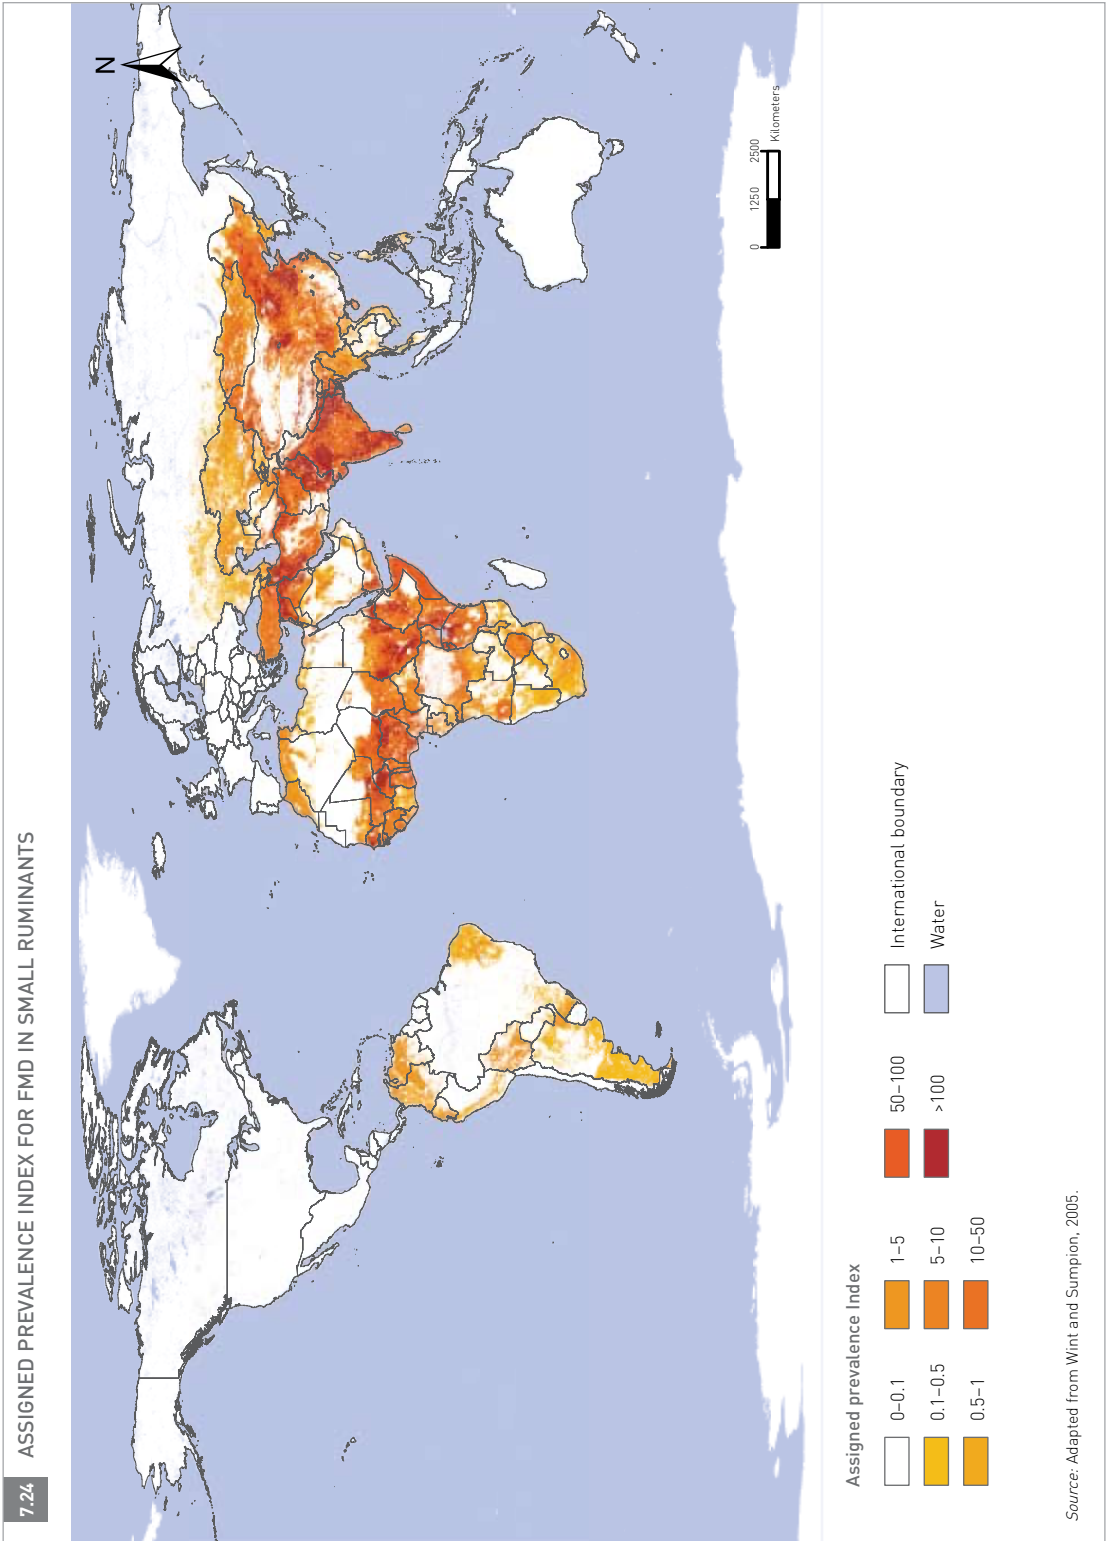 7.24 ASSIGNED PREVALENCE INDEX FOR FMD IN SMALL RUMINANTS
N
0 1250 2500
Kilometers
Assigned prevalence Index
0–0.1
0.1–0.5
0.5–1
1–5
5–10
10–50
50–100
>100
International boundary
Water
Source: Adapted from Wint and Sumpion, 2005.